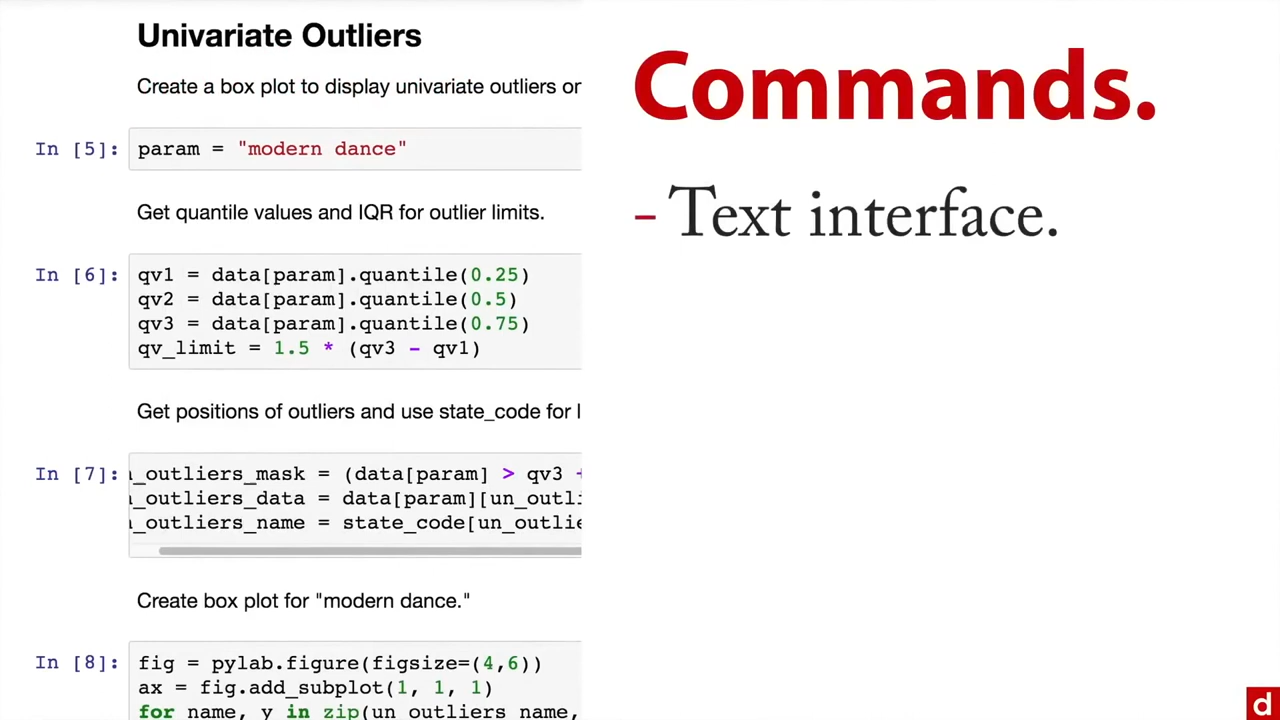 Univariate Outliers
Create a box plot to display univariate outliers or
In [5]:
param = "modern dance"
Get quantile values and IQR for outlier limits.
In [6]:
qv1 = data[param].quantile(0.25)
qv2 = data[param].quantile(0.5)
qv3 = data[param].quantile(0.75)
qv_limit = 1.5 * (qv3 - qv1)
Get positions of outliers and use state_code for l
In [7]:
_outliers_mask = (data[param] > qv3 +
_outliers_data = data[param][un_outli
_outliers_name = state_code[un_outlie
Create box plot for "modern dance."
In [8]:
fig = pylab.figure(figsize=(4,6))
ax = fig.add_subplot(1, 1, 1)
for name, y in zip(un_outliers_name,
Commands.
- Text interface.
d